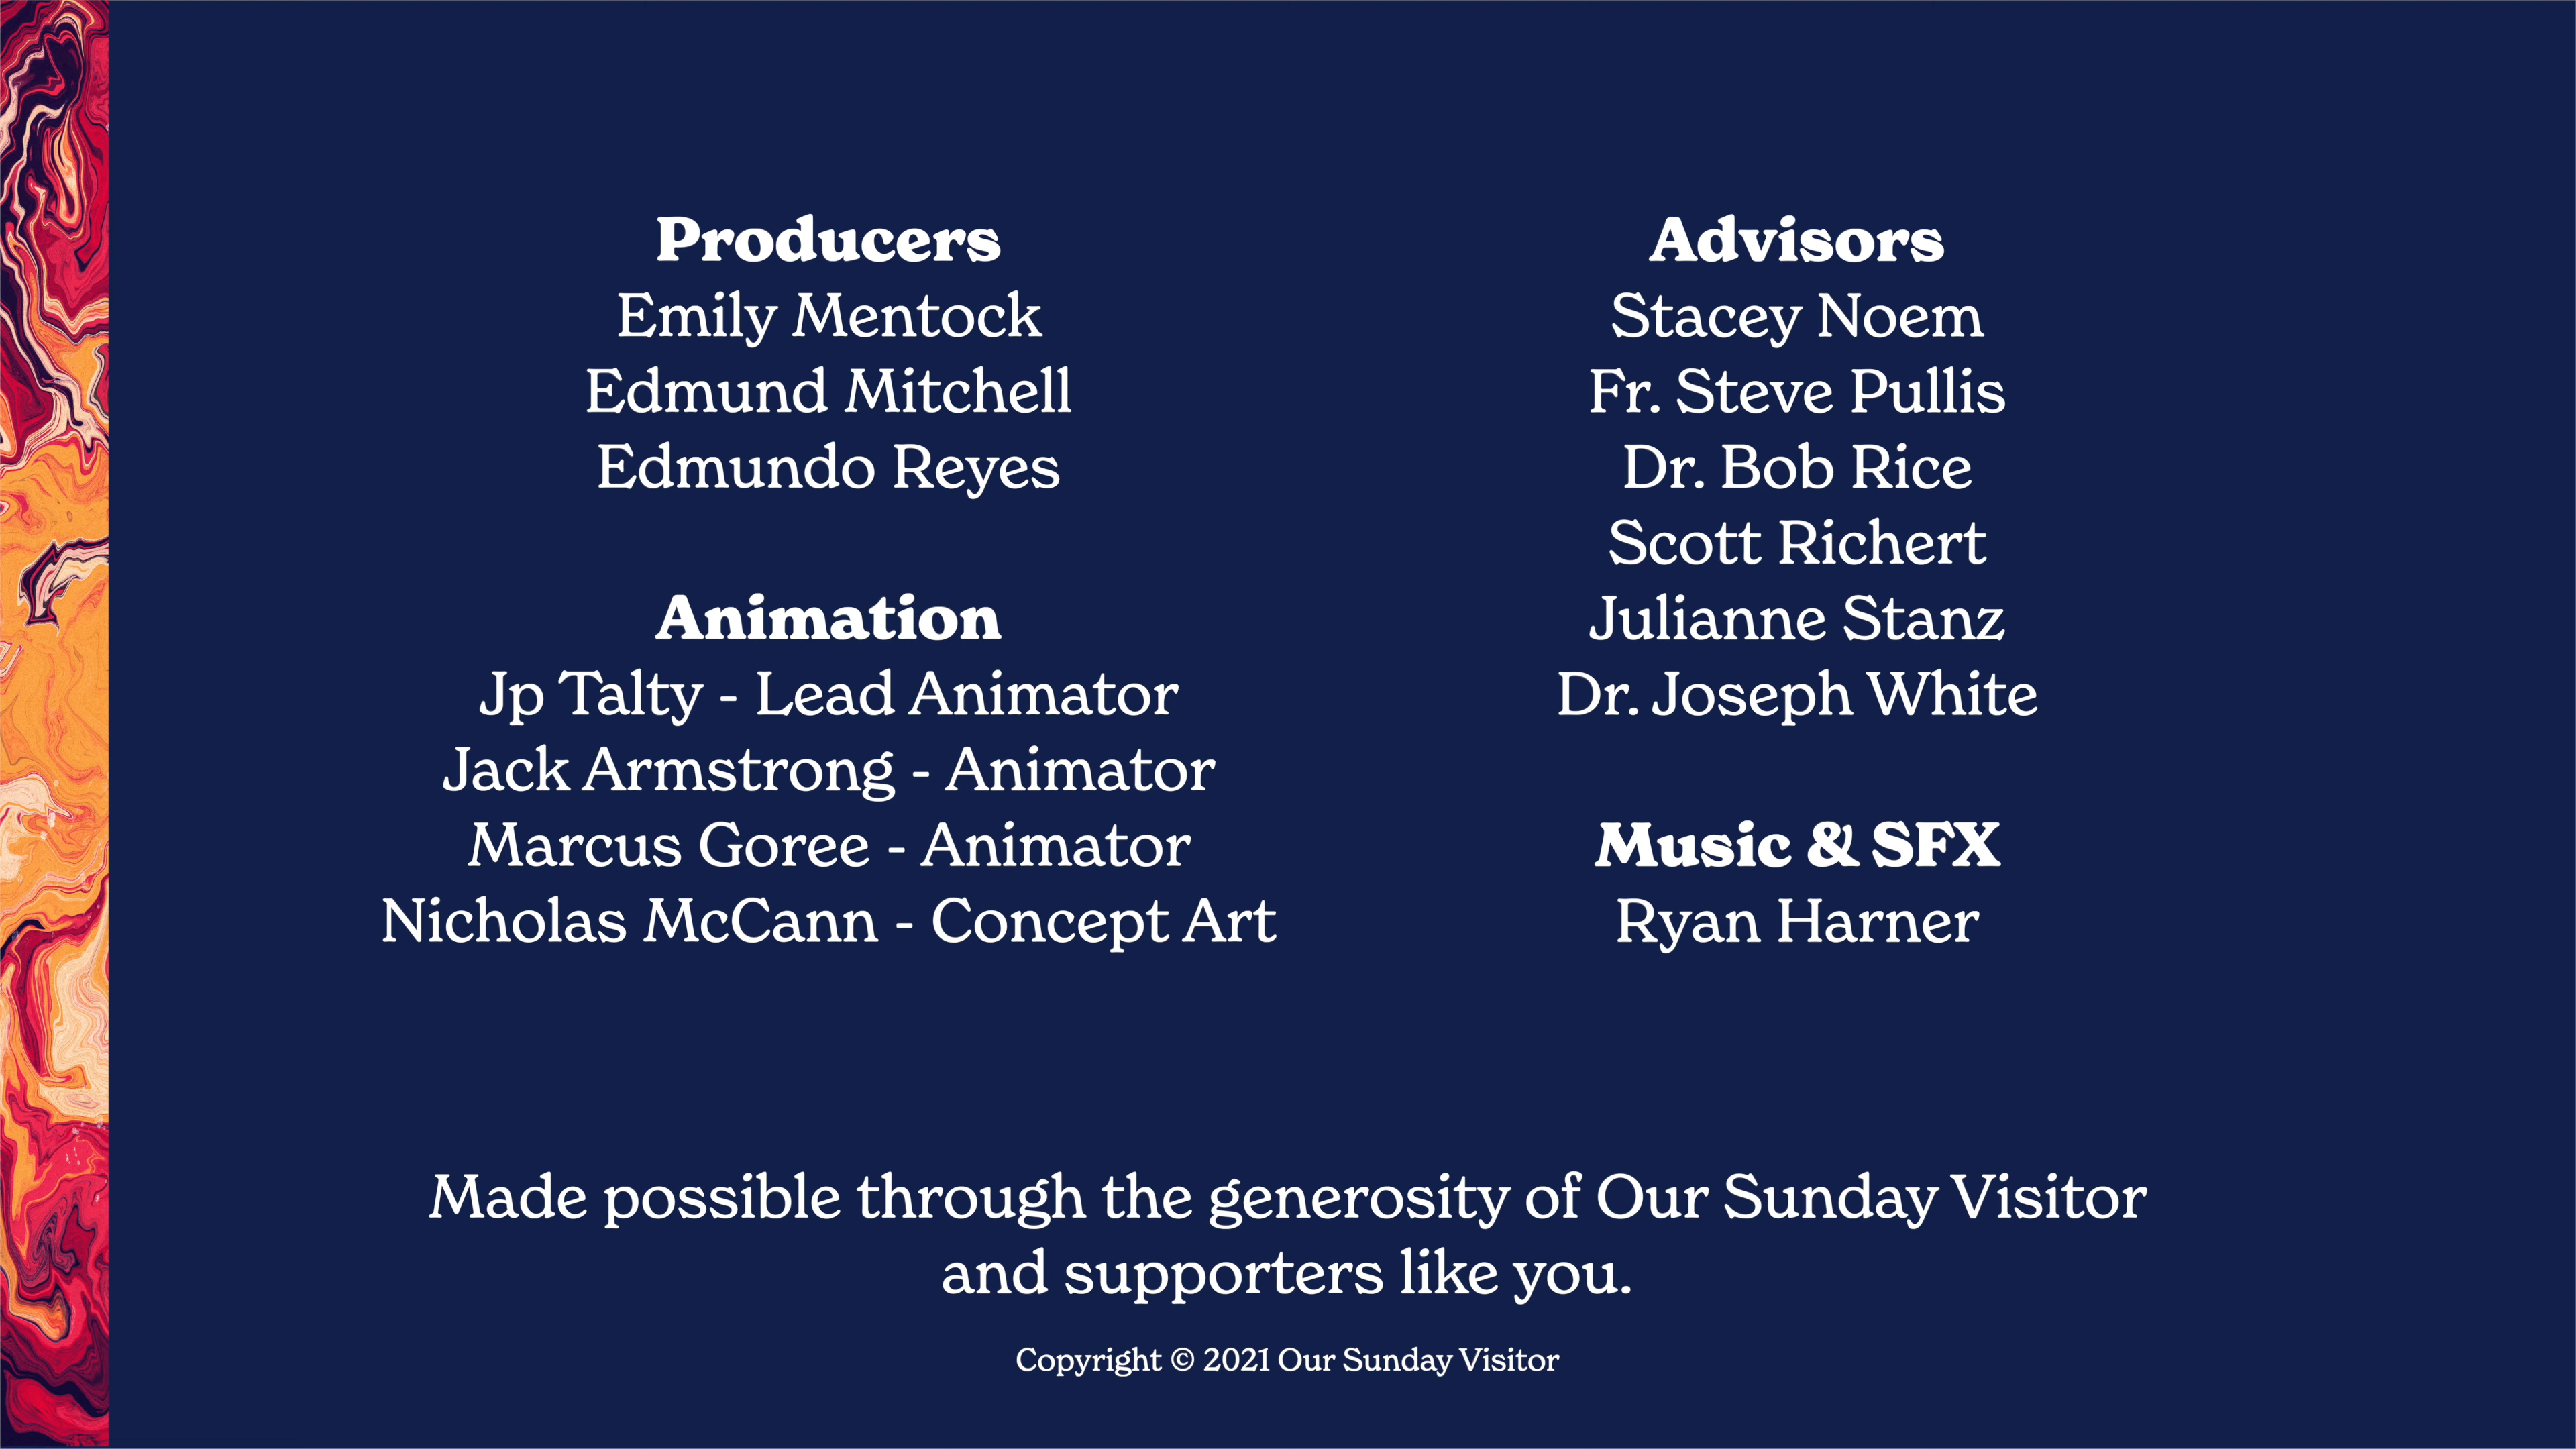 Producers
Emily Mentock
Edmund Mitchell
Edmundo Reyes
Animation
Jp Talty - Lead Animator
Jack Armstrong - Animator
Marcus Goree - Animator
Nicholas McCann - Concept Art
Advisors
Stacey Noem
Fr. Steve Pullis
Dr. Bob Rice
Scott Richert
Julianne Stanz
Dr. Joseph White
Music & SFX
Ryan Harner
Made possible through the generosity of Our Sunday Visitor
and supporters like you.
Copyright © 2021 Our Sunday Visitor